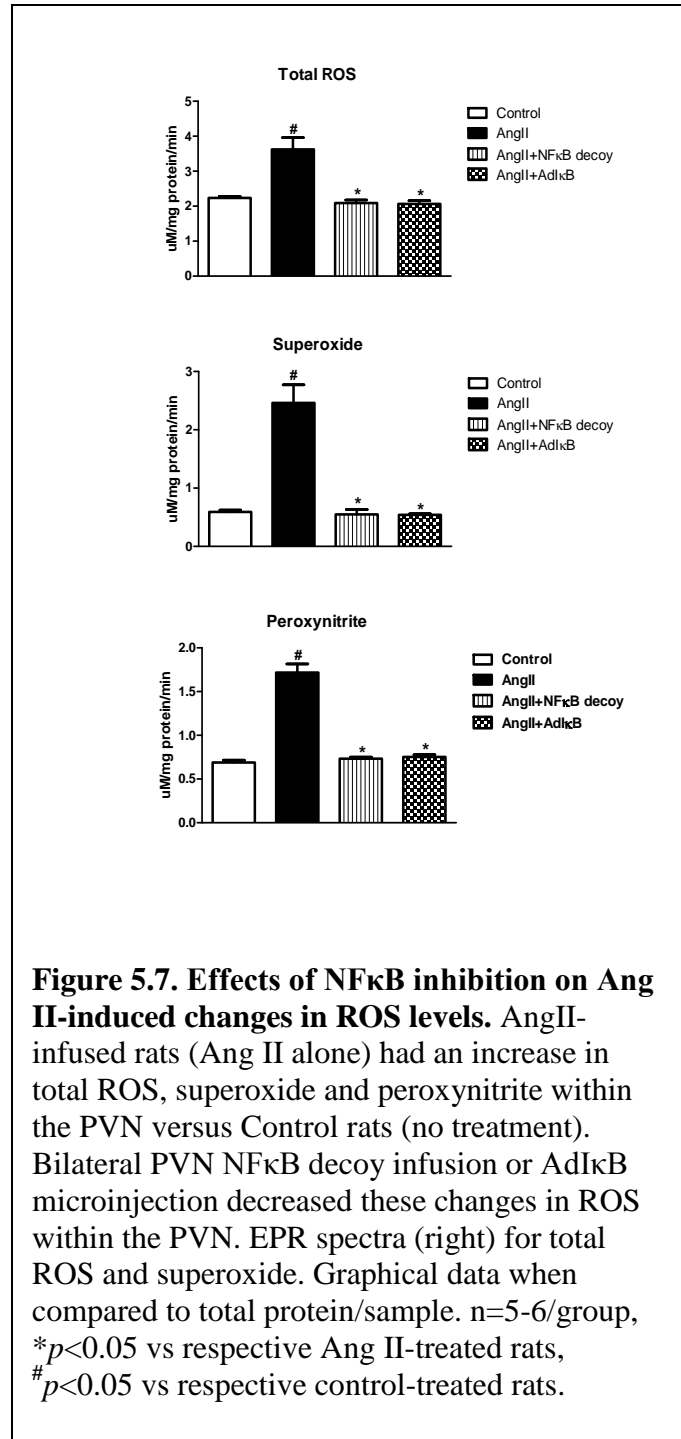 Total ROS
5
4
3
2
1
0
uM/mg protein/min
#
*
*
Control
AngII
AngII+NFκB decoy
AngII+AdIκB
Superoxide
3
2
1
0
uM/mg protein/min
#
*
*
Control
AngII
AngII+NFκB decoy
AngII+AdIκB
Peroxynitrite
2.0
1.5
1.0
0.5
0.0
uM/mg protein/min
#
*
*
Control
AngII
AngII+NFκB decoy
AngII+AdIκB
Figure 5.7. Effects of NFκB inhibition on Ang
II-induced changes in ROS levels. AngII-
infused rats (Ang II alone) had an increase in
total ROS, superoxide and peroxynitrite within
the PVN versus Control rats (no treatment).
Bilateral PVN NFκB decoy infusion or AdIκB
microinjection decreased these changes in ROS
within the PVN. EPR spectra (right) for total
ROS and superoxide. Graphical data when
compared to total protein/sample. n=5-6/group,
*p<0.05 vs respective Ang II-treated rats,
#p<0.05 vs respective control-treated rats.